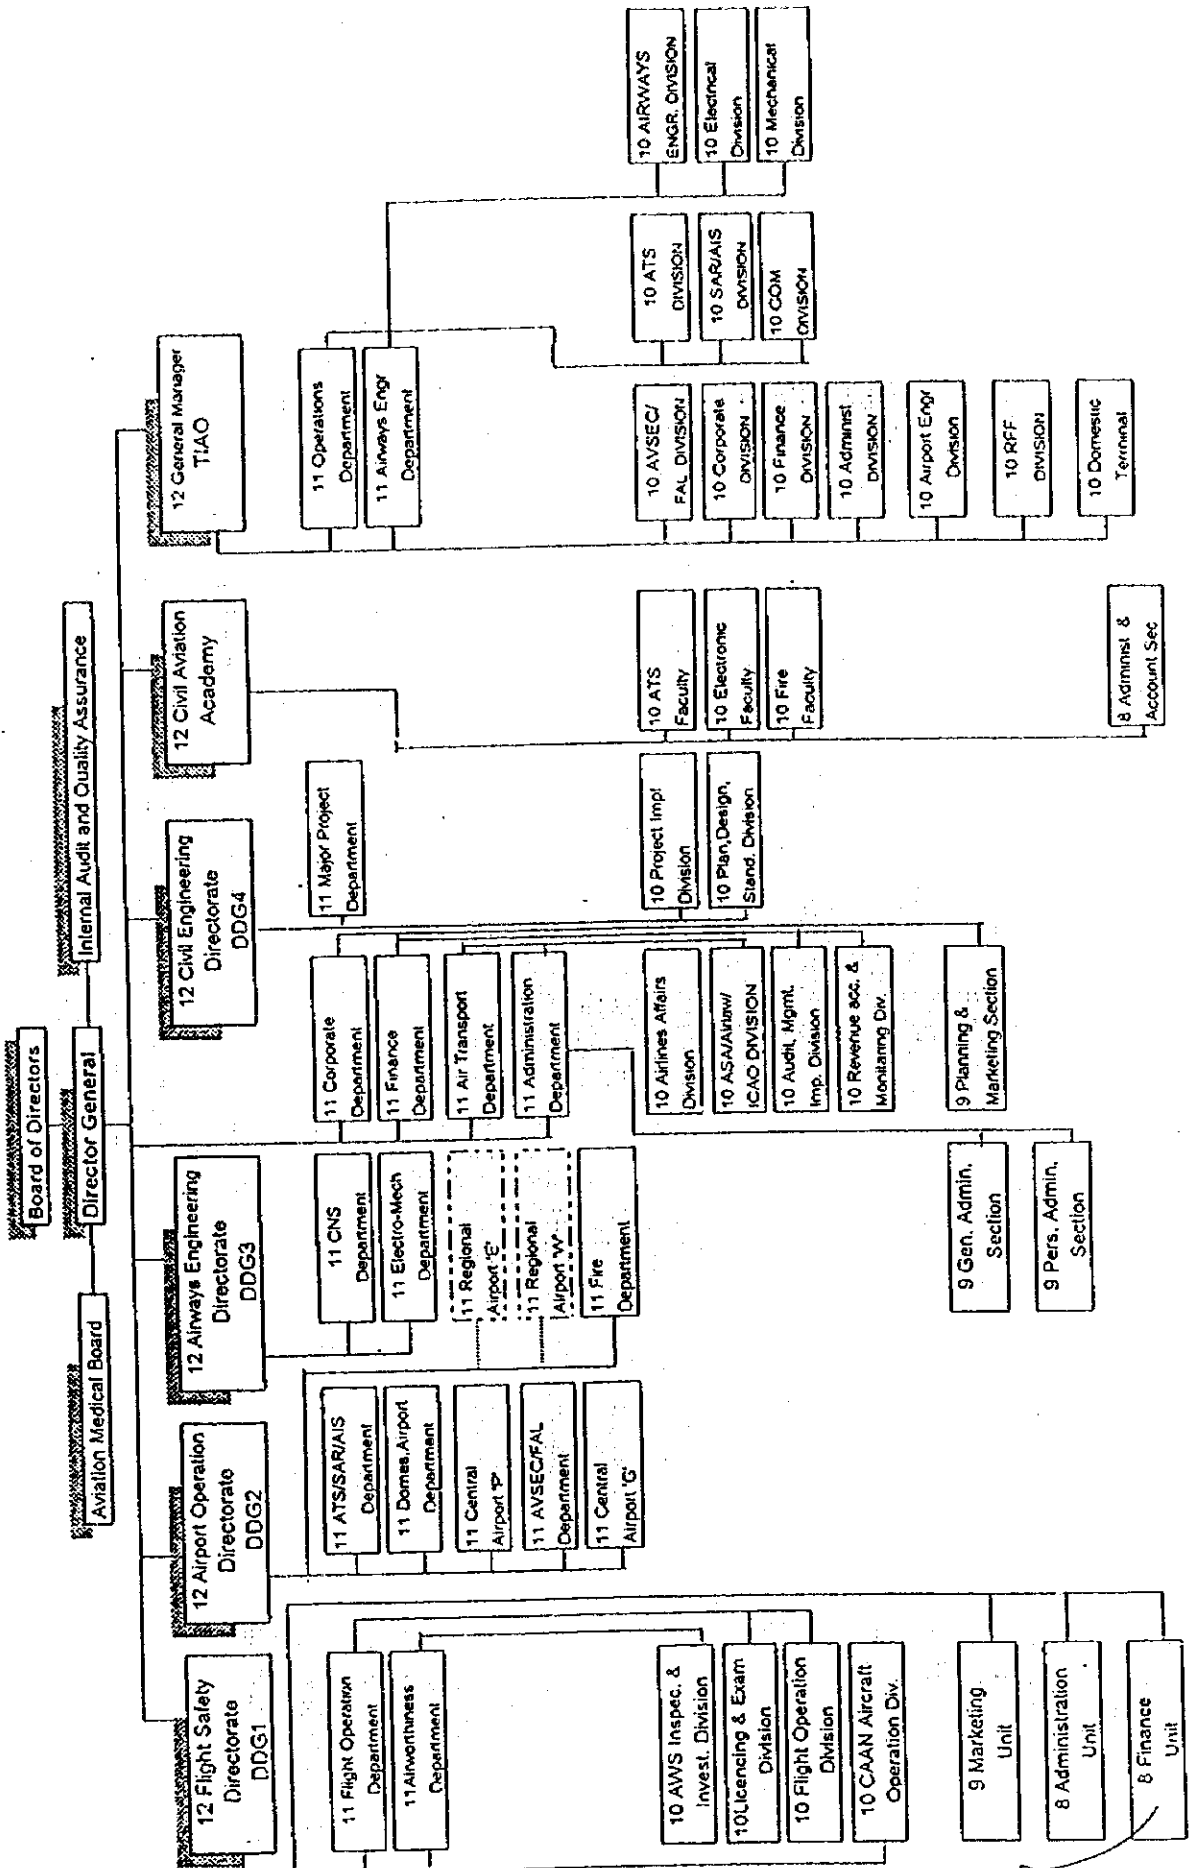 Board of Directors
Director General
Aviation Medical Board
Internal Audit and Quality Assurance
12 Flight Safety
Directorate
DDG1
12 Airport Operation
Directorate
DDG2
12 Airways Engineering
Directorate
DDG3
12 Civil Engineering
Directorate
DDG4
12 Civil Aviation
Academy
12 General Manager
TIAO
11 Flight Operation
Department
11 Airworthiness
Department
11 ATS/SAR/AIS
Department
11 Domes. Airport
Department
11 Central
Airport 'P'
11 AVSEC/FAL
Department
11 Central
Airport 'G'
11 CNS
Department
11 Electro-Mech
Department
11 Regional
Airport 'E'
11 Regional
Airport 'W'
11 Fire
Department
11 Corporate
Department
11 Finance
Department
11 Air Transport
Department
11 Administration
Department
11 Major Project
Department
11 Operations
Department
11 Airways Engr
Department
10 AWS Inspec. &
Invest. Division
10Licencing & Exam
Division
10 Flight Operation
Division
10 CAAN Aircraft
Operation Div.
10 Airlines Affairs
Division
10 ASA/Airlaw/
ICAO DIVISION
10 Audit, Mgmt.
Imp. Division
10 Revenue acc. &
Monitaring Div.
10 Project Impl
Division
10 Plan,Design,
Stand. Division
10 ATS
Faculty
10 Electronic
Faculty
10 Fire
Faculty
10 AVSEC/
FAL DIVISION
10 Corporate
DIVISION
10 Finance
DIVISION
10 Administ
DIVISION
10 Airport Engr
Division
10 RFF
DIVISION
10 Domestic
Terminal
10 ATS
DIVISION
10 SAR/AIS
DIVISION
10 COM
DIVISION
10 AIRWAYS
ENGR. DIVISION
10 Electrical
Division
10 Mechanical
Division
9 Marketing
Unit
8 Administration
Unit
8 Finance
Unit
9 Gen. Admin.
Section
9 Pers. Admin,
Section
9 Planning &
Marketing Section
8 Administ &
Account Sec